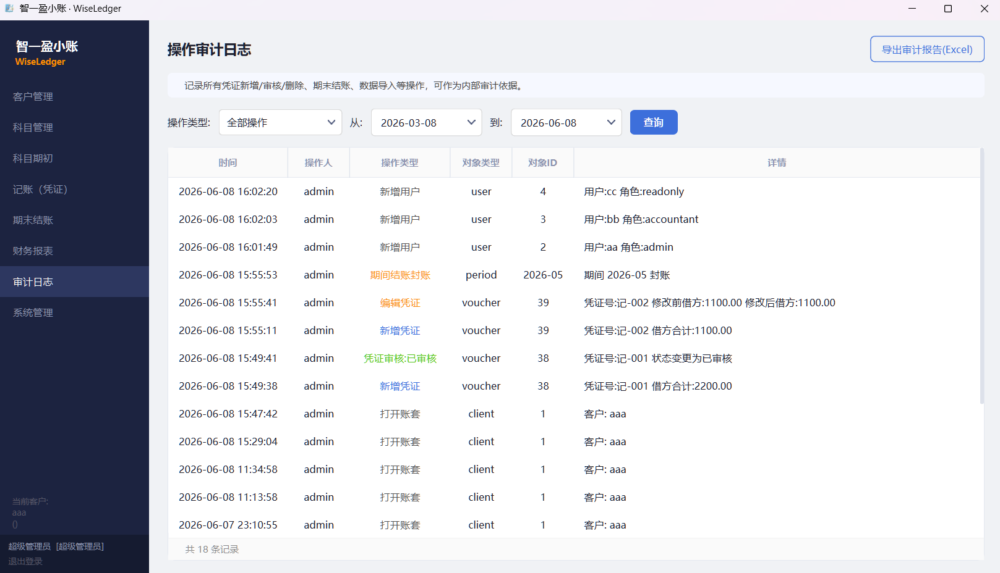 智一盈小账 · WiseLedger
智一盈小账
WiseLedger
客户管理
科目管理
科目期初
记账（凭证）
期末结账
财务报表
审计日志
系统管理
当前客户:
aaa
()
超级管理员 [超级管理员]
退出登录
操作审计日志
导出审计报告(Excel)
记录所有凭证新增/审核/删除、期末结账、数据导入等操作，可作为内部审计依据。
操作类型: 全部操作 从: 2026-03-08 到: 2026-06-08 查询
时间 操作人 操作类型 对象类型 对象ID 详情
2026-06-08 16:02:20 admin 新增用户 user 4 用户:cc 角色:readonly
2026-06-08 16:02:03 admin 新增用户 user 3 用户:bb 角色:accountant
2026-06-08 16:01:49 admin 新增用户 user 2 用户:aa 角色:admin
2026-06-08 15:55:53 admin 期间结账封账 period 2026-05 期间 2026-05 封账
2026-06-08 15:55:41 admin 编辑凭证 voucher 39 凭证号:记-002 修改前借方:1100.00 修改后借方:1100.00
2026-06-08 15:55:11 admin 新增凭证 voucher 39 凭证号:记-002 借方合计:1100.00
2026-06-08 15:49:41 admin 凭证审核:已审核 voucher 38 凭证号:记-001 状态变更为已审核
2026-06-08 15:49:38 admin 新增凭证 voucher 38 凭证号:记-001 借方合计:2200.00
2026-06-08 15:47:42 admin 打开账套 client 1 客户: aaa
2026-06-08 15:29:04 admin 打开账套 client 1 客户: aaa
2026-06-08 11:34:58 admin 打开账套 client 1 客户: aaa
2026-06-08 11:13:58 admin 打开账套 client 1 客户: aaa
2026-06-07 23:10:55 admin 打开账套 client 1 客户: aaa
共 18 条记录